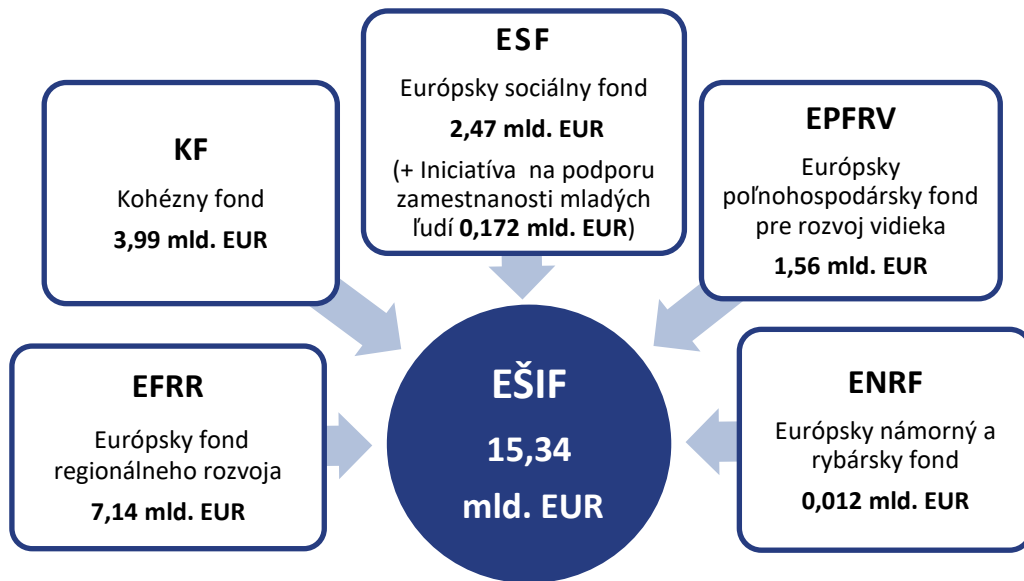 ESF
Európsky sociálny fond
2,47 mld. EUR
(+ Iniciatíva na podporu
zamestnanosti mladých
ľudí 0,172 mld. EUR)
KF
Kohézny fond
3,99 mld. EUR
EPFRV
Európsky
poľnohospodársky fond
pre rozvoj vidieka
1,56 mld. EUR
EFRR
Európsky fond
regionálneho rozvoja
7,14 mld. EUR
EŠIF
15,34
mld. EUR
ENRF
Európsky námorný a
rybársky fond
0,012 mld. EUR